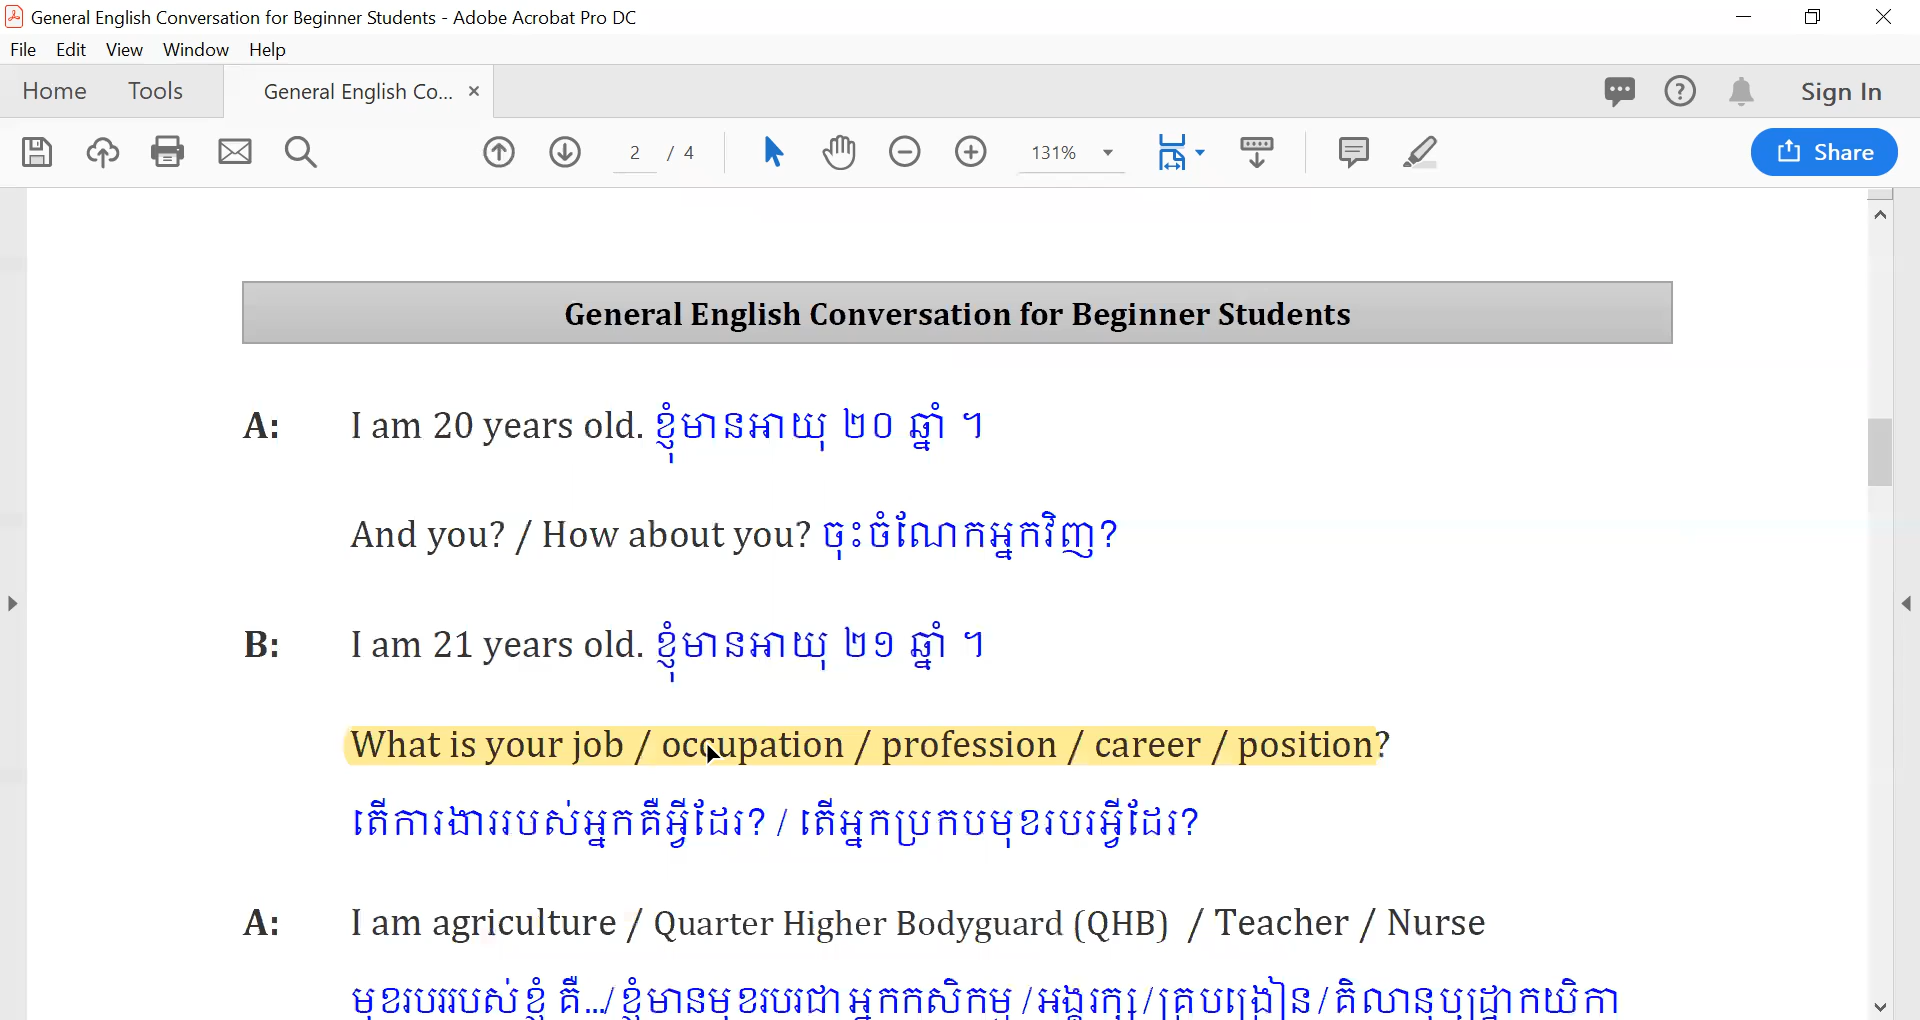 General English Conversation for Beginner Students - Adobe Acrobat Pro DC
File Edit View Window Help
Home Tools General English Co... × Sign In
2 / 4 131% Share
General English Conversation for Beginner Students
A: I am 20 years old. ខ្ញុំមានអាយុ ២០ ឆ្នាំ ។
And you? / How about you? ចុះចំណែកអ្នកវិញ?
B: I am 21 years old. ខ្ញុំមានអាយុ ២១ ឆ្នាំ ។
What is your job / occupation / profession / career / position?
តើការងាររបស់អ្នកគឺអ្វីដែរ? / តើអ្នកប្រកបមុខរបរអ្វីដែរ?
A: I am agriculture / Quarter Higher Bodyguard (QHB) / Teacher / Nurse
មុខរបររបស់ខ្ញុំ គឺ.../ ខ្ញុំមានមុខរបរជា អ្នកកសិកម្ម / អង្គរក្ស / គ្រូបង្រៀន / គិលានុបដ្ឋាកយិកា